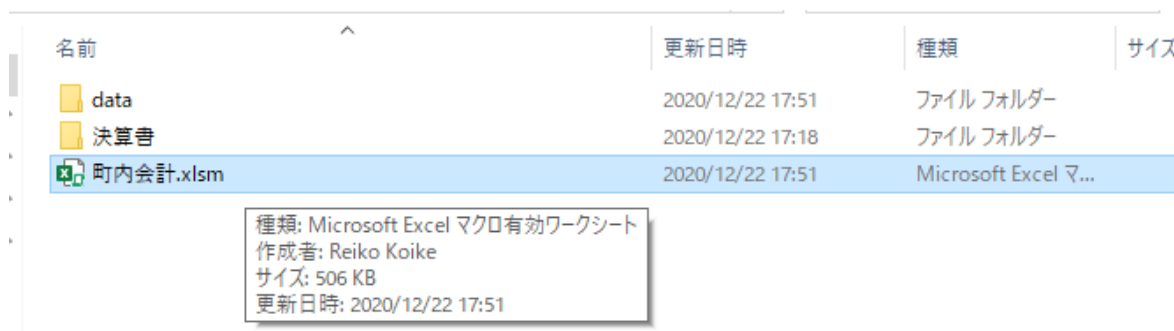 名前 更新日時 種類 サイズ
data 2020/12/22 17:51 ファイル フォルダー
決算書 2020/12/22 17:18 ファイル フォルダー
町内会計.xlsm 2020/12/22 17:51 Microsoft Excel マ...
種類: Microsoft Excel マクロ有効ワークシート
作成者: Reiko Koike
サイズ: 506 KB
更新日時: 2020/12/22 17:51